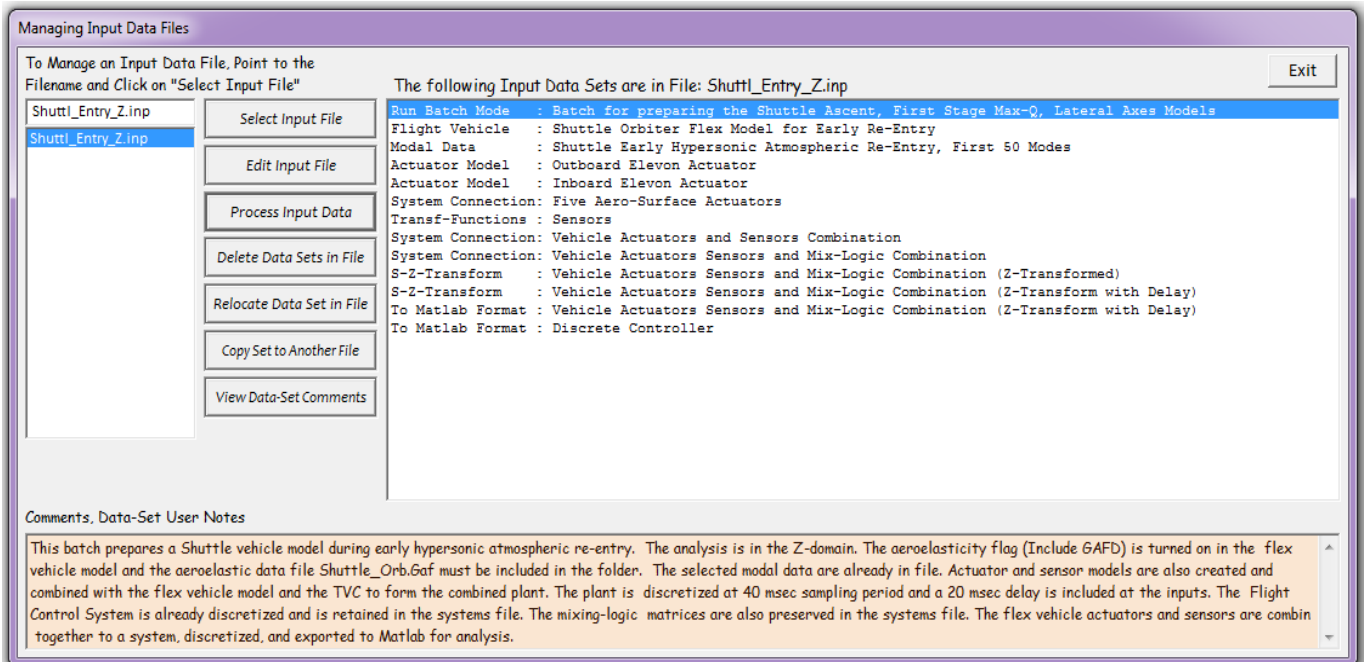 Managing Input Data Files
To Manage an Input Data File, Point to the
Filename and Click on "Select Input File"
The following Input Data Sets are in File: Shuttl_Entry_Z.inp
Exit
Shuttl_Entry_Z.inp
Shuttl_Entry_Z.inp
Select Input File
Edit Input File
Process Input Data
Delete Data Sets in File
Relocate Data Set in File
Copy Set to Another File
View Data-Set Comments
Run Batch Mode : Batch for preparing the Shuttle Ascent, First Stage Max-Q, Lateral Axes Models
Flight Vehicle : Shuttle Orbiter Flex Model for Early Re-Entry
Modal Data : Shuttle Early Hypersonic Atmospheric Re-Entry, First 50 Modes
Actuator Model : Outboard Elevon Actuator
Actuator Model : Inboard Elevon Actuator
System Connection: Five Aero-Surface Actuators
Transf-Functions : Sensors
System Connection: Vehicle Actuators and Sensors Combination
System Connection: Vehicle Actuators Sensors and Mix-Logic Combination
S-Z-Transform : Vehicle Actuators Sensors and Mix-Logic Combination (Z-Transformed)
S-Z-Transform : Vehicle Actuators Sensors and Mix-Logic Combination (Z-Transform with Delay)
To Matlab Format : Vehicle Actuators Sensors and Mix-Logic Combination (Z-Transform with Delay)
To Matlab Format : Discrete Controller
Comments, Data-Set User Notes
This batch prepares a Shuttle vehicle model during early hypersonic atmospheric re-entry. The analysis is in the Z-domain. The aeroelasticity flag (Include GAFD) is turned on in the flex
vehicle model and the aeroelastic data file Shuttle_Orb.Gaf must be included in the folder. The selected modal data are already in file. Actuator and sensor models are also created and
combined with the flex vehicle model and the TVC to form the combined plant. The plant is discretized at 40 msec sampling period and a 20 msec delay is included at the inputs. The Flight
Control System is already discretized and is retained in the systems file. The mixing-logic matrices are also preserved in the systems file. The flex vehicle actuators and sensors are combin
together to a system, discretized, and exported to Matlab for analysis.